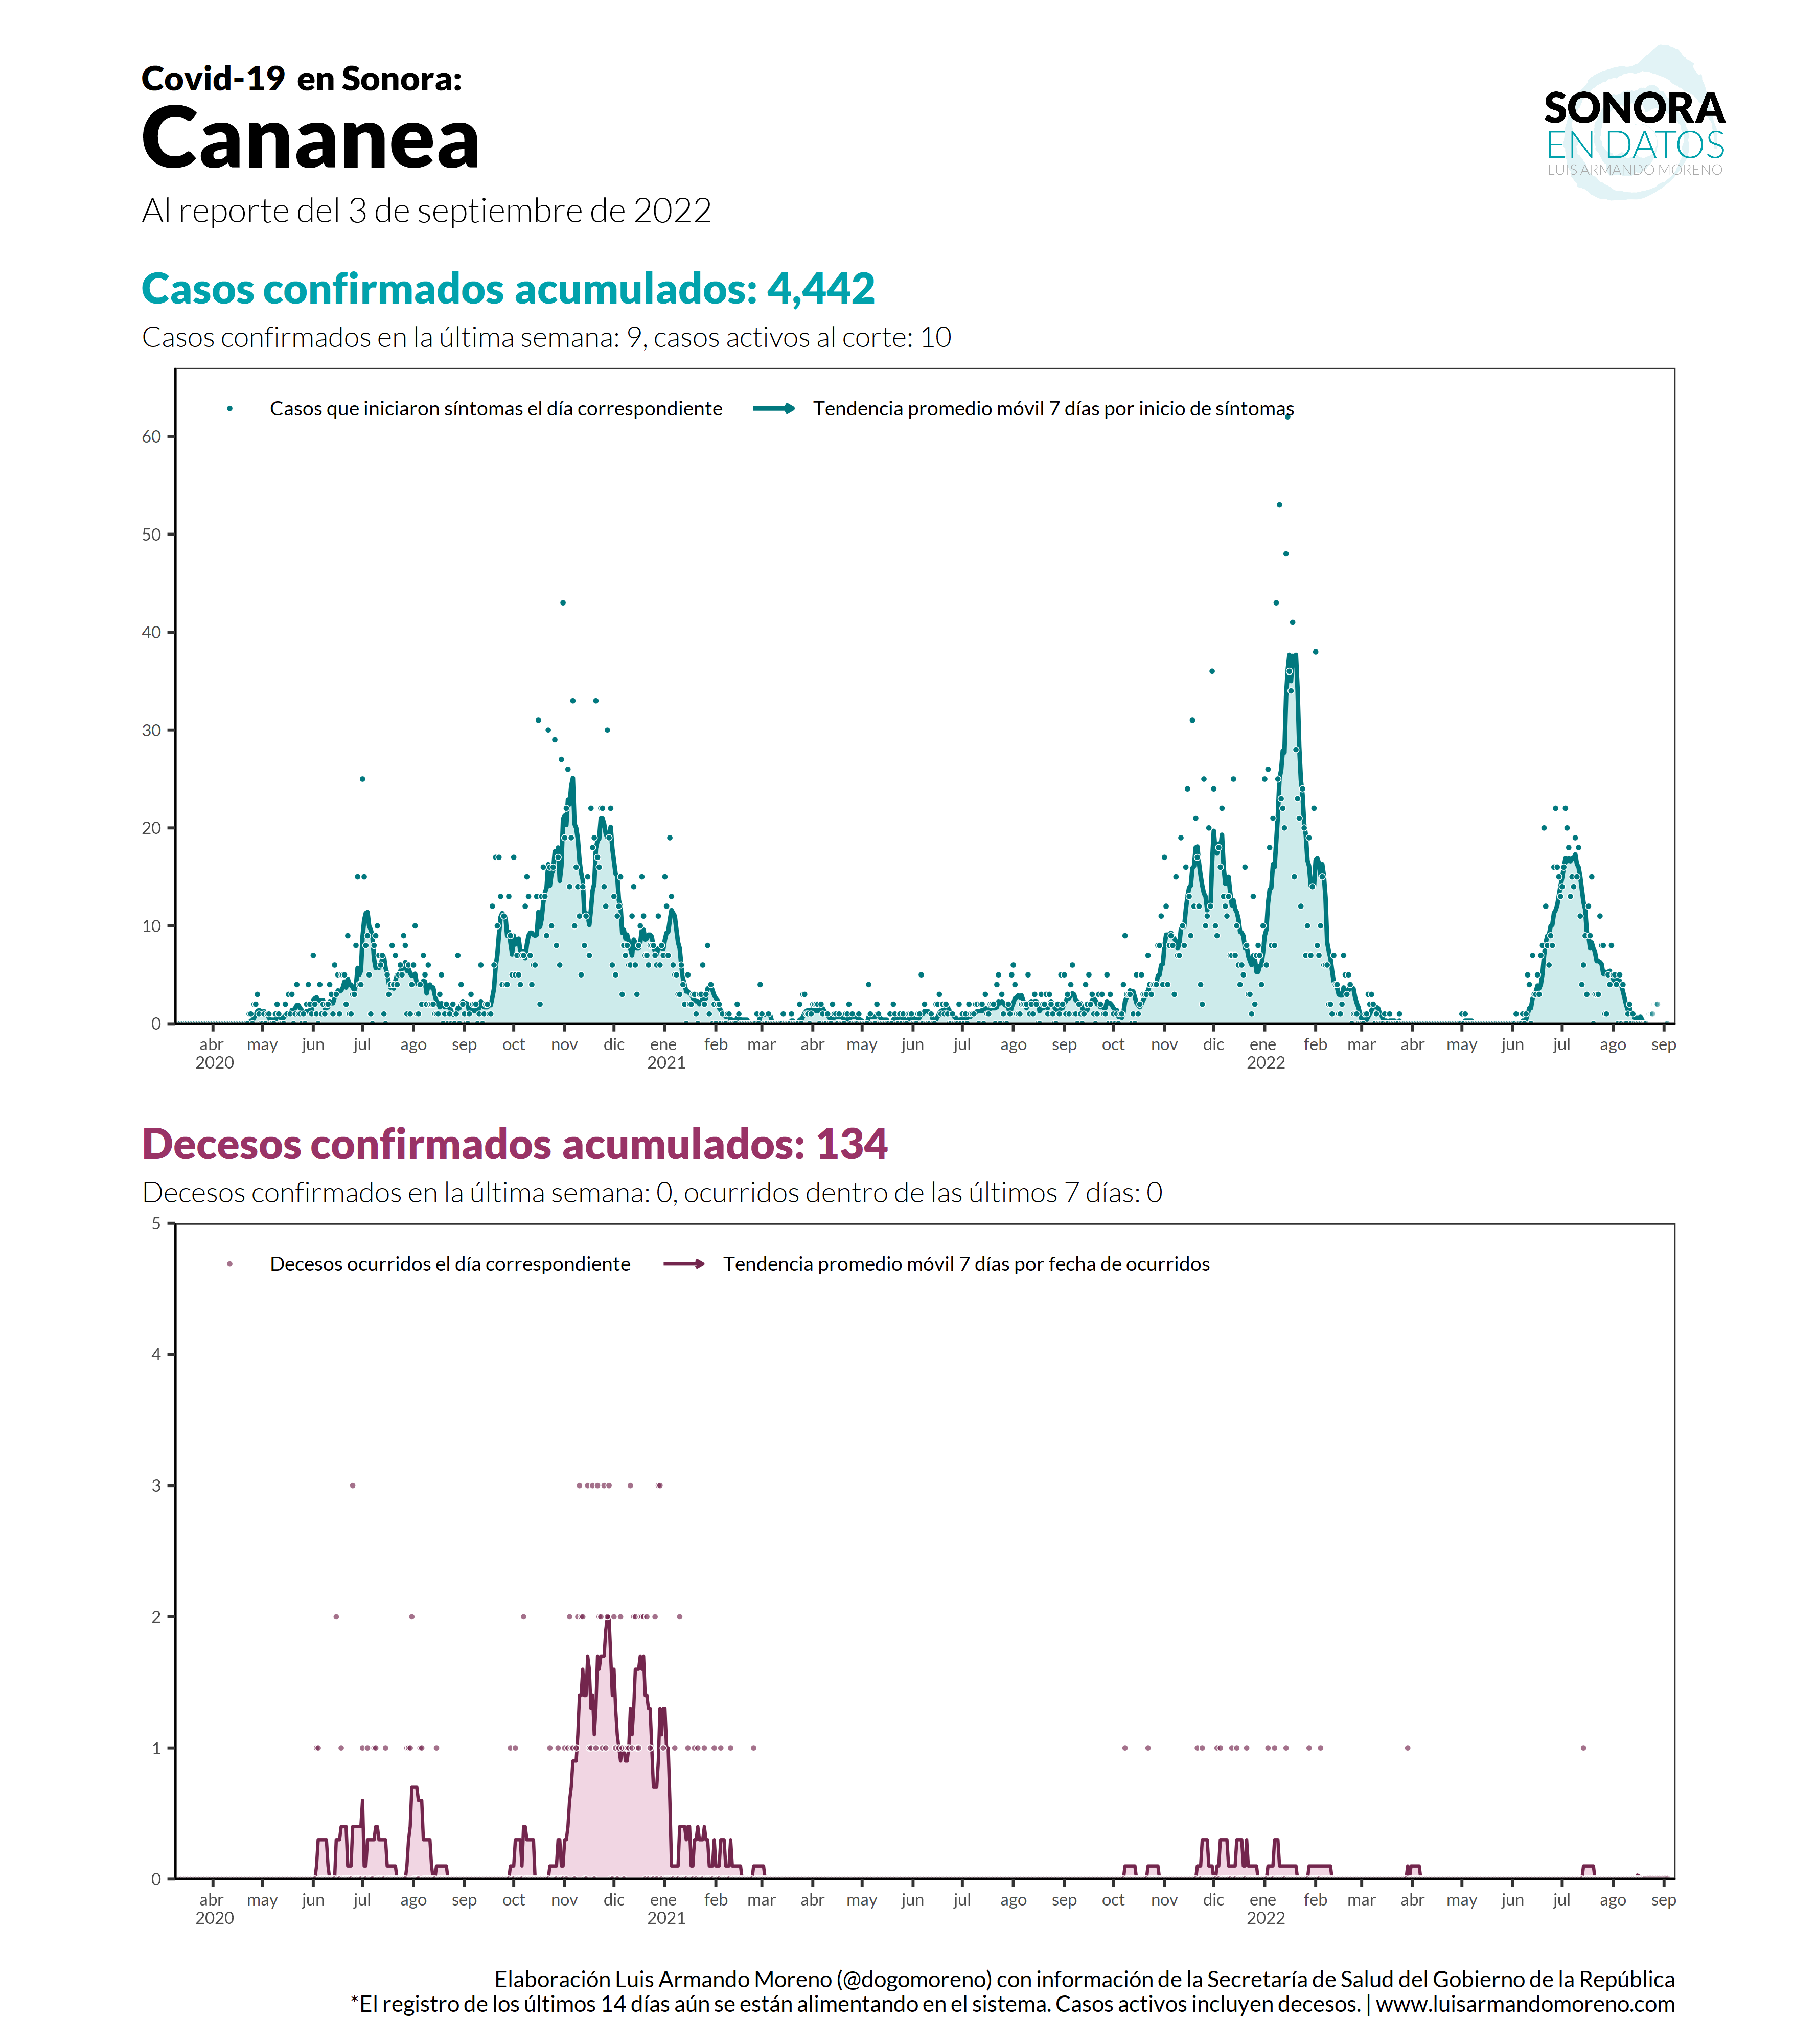 Covid-19 en Sonora:
Cananea
Al reporte del 3 de septiembre de 2022
SONORA
EN DATOS
LUIS ARMANDO MORENO
Casos confirmados acumulados: 4,442
Casos confirmados en la última semana: 9, casos activos al corte: 10
Casos que iniciaron síntomas el día correspondiente Tendencia promedio móvil 7 días por inicio de síntomas
60
50
40
30
20
10
0
abr may jun jul ago sep oct nov dic ene feb mar abr may jun jul ago sep oct nov dic ene feb mar abr may jun jul ago sep
2020 2021 2022
Decesos confirmados acumulados: 134
Decesos confirmados en la última semana: 0, ocurridos dentro de las últimos 7 días: 0
5
Decesos ocurridos el día correspondiente Tendencia promedio móvil 7 días por fecha de ocurridos
4
3
2
1
0
abr may jun jul ago sep oct nov dic ene feb mar abr may jun jul ago sep oct nov dic ene feb mar abr may jun jul ago sep
2020 2021 2022
Elaboración Luis Armando Moreno (@dogomoreno) con información de la Secretaría de Salud del Gobierno de la República
*El registro de los últimos 14 días aún se están alimentando en el sistema. Casos activos incluyen decesos. | www.luisarmandomoreno.com